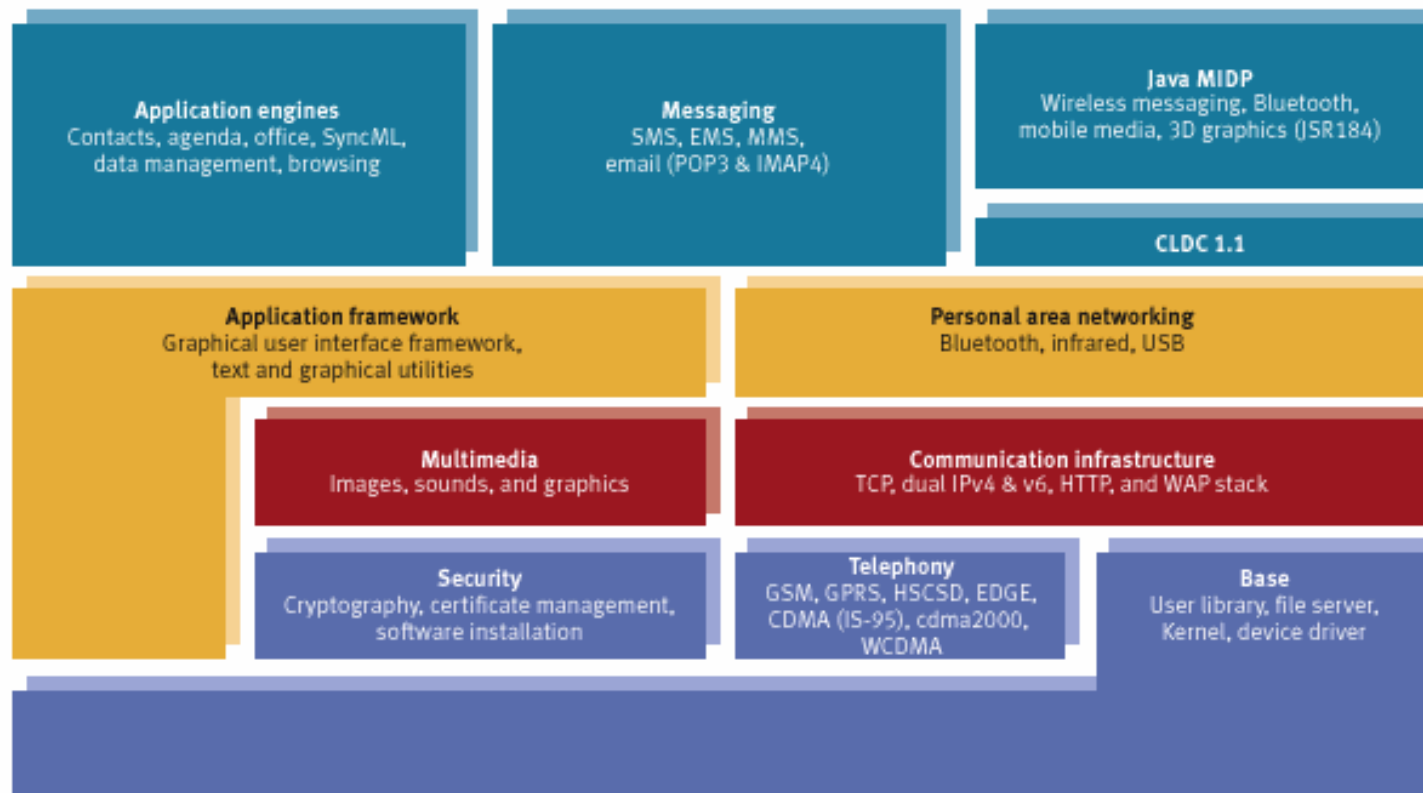 Application engines
Contacts, agenda, office, SyncML,
data management, browsing
Messaging
SMS, EMS, MMS,
email (POP3 & IMAP4)
Java MIDP
Wireless messaging, Bluetooth,
mobile media, 3D graphics (JSR184)
CLDC 1.1
Application framework
Graphical user interface framework,
text and graphical utilities
Personal area networking
Bluetooth, infrared, USB
Multimedia
Images, sounds, and graphics
Communication infrastructure
TCP, dual IPv4 & v6, HTTP, and WAP stack
Security
Cryptography, certificate management,
software installation
Telephony
GSM, GPRS, HSCSD, EDGE,
CDMA (IS-95), cdma2000,
WCDMA
Base
User library, file server,
Kernel, device driver